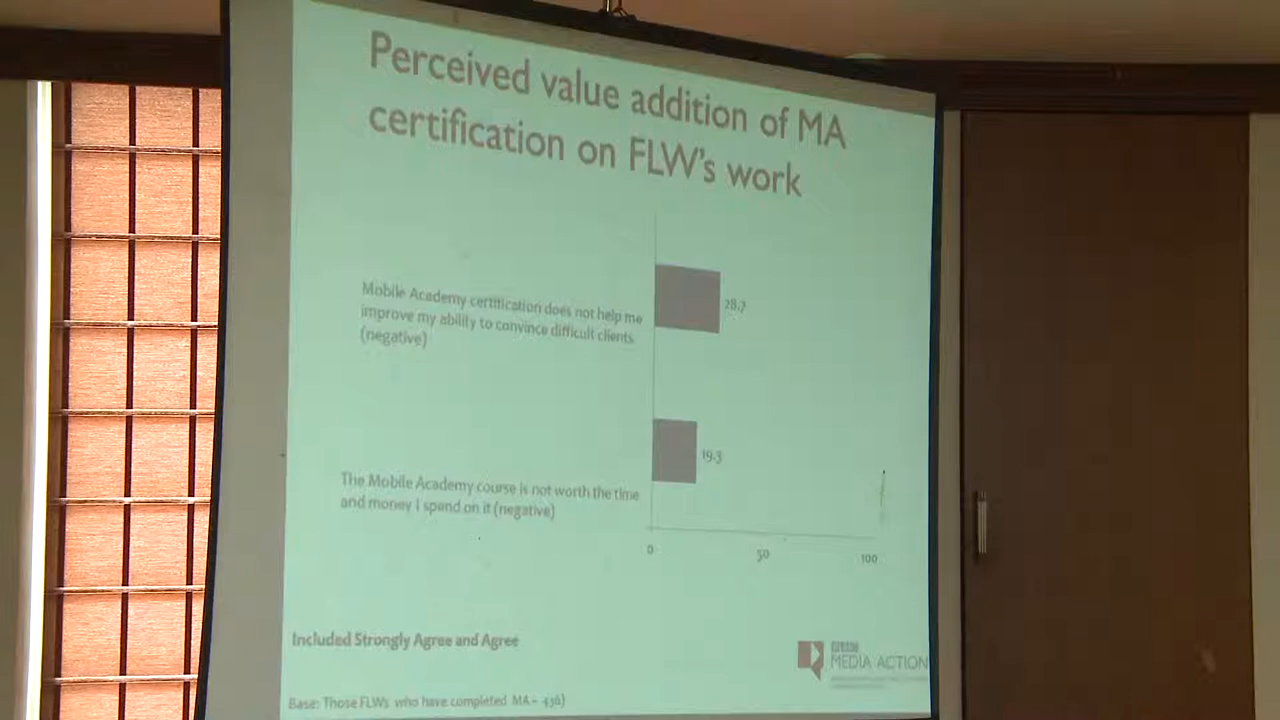 Perceived value addition of MA
certification on FLW's work
Mobile Academy certification does not help me
improve my ability to convince difficult clients
(negative)
28.7
The Mobile Academy course is not worth the time
and money I spend on it (negative)
19.3
0
50
100
Included Strongly Agree and Agree
BBC
MEDIA ACTION
Base: Those FLWs who have completed MA - 436)